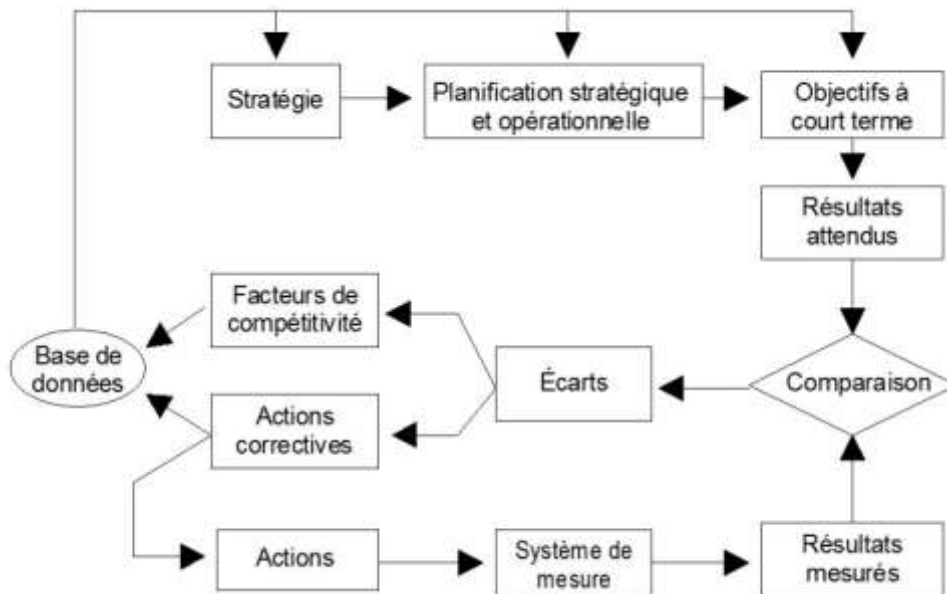 Stratégie
Planification stratégique
et opérationnelle
Objectifs à
court terme
Résultats
attendus
Facteurs de
compétitivité
Base de
données
Écarts
Comparaison
Actions
correctives
Actions
Système de
mesure
Résultats
mesurés